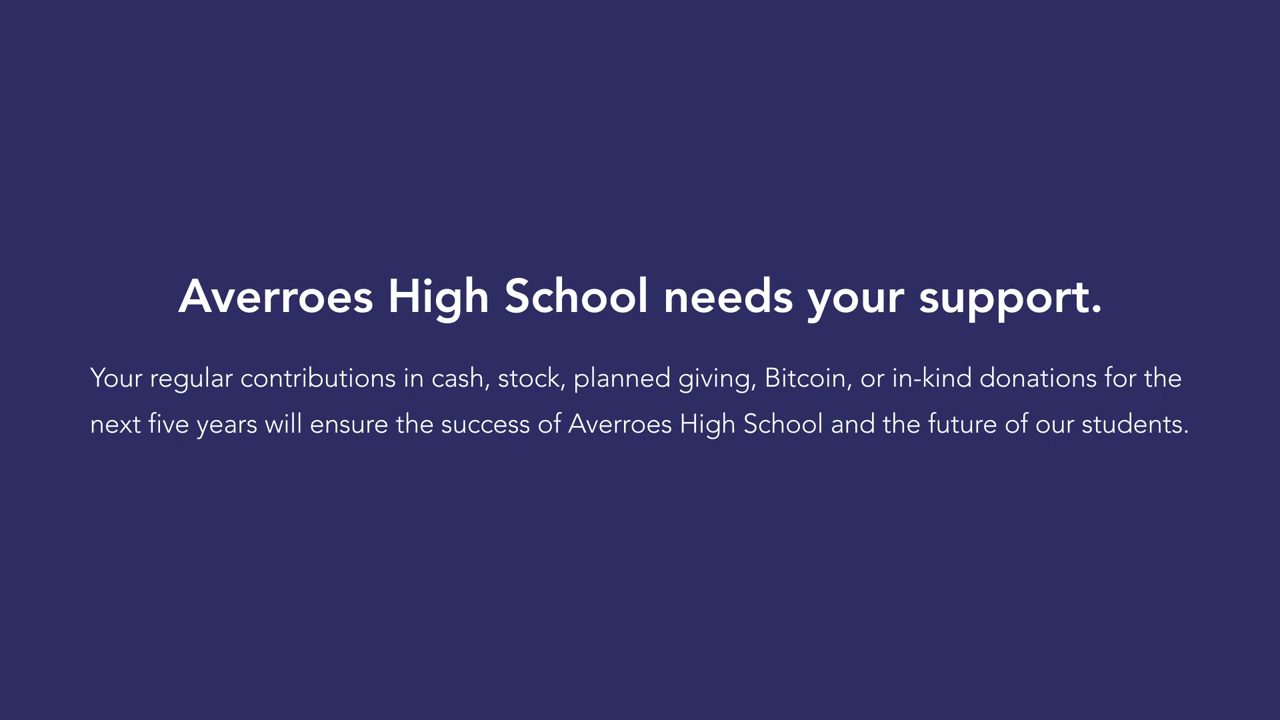 Averroes High School needs your support.
Your regular contributions in cash, stock, planned giving, Bitcoin, or in-kind donations for the
next five years will ensure the success of Averroes High School and the future of our students.